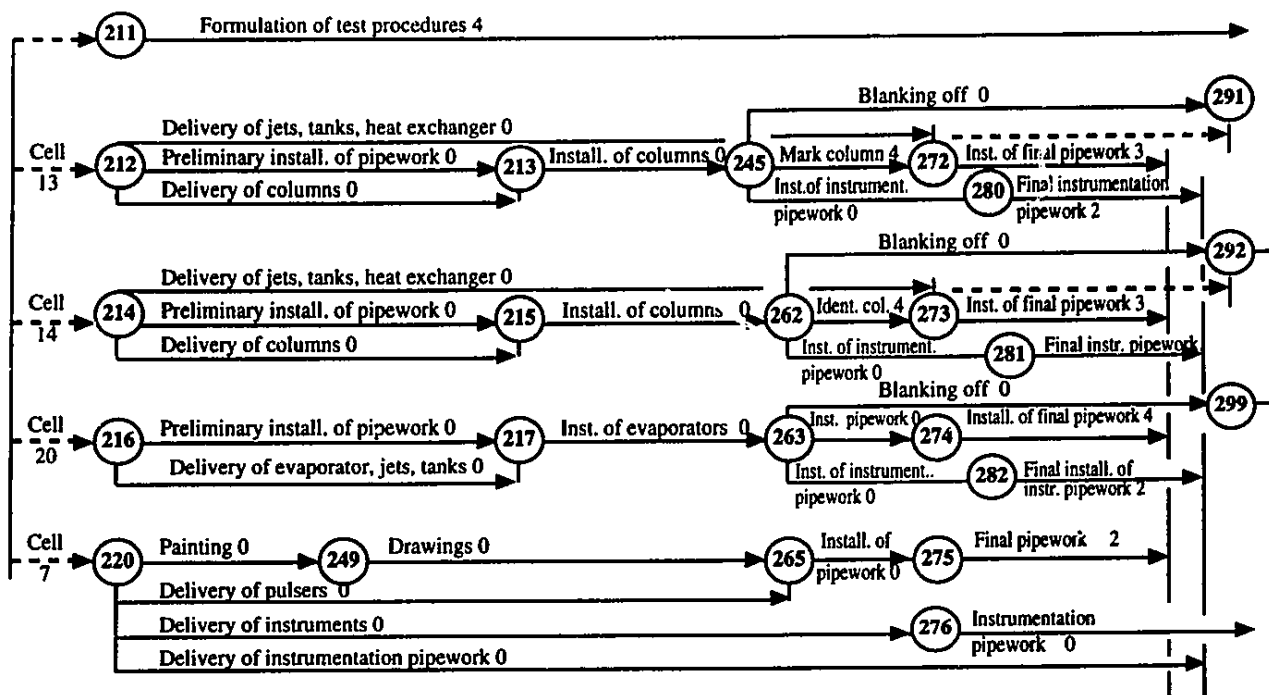 211
Formulation of test procedures 4
Blanking off 0
291
Delivery of jets, tanks, heat exchanger 0
Cell
13
212
Preliminary install. of pipework 0
213
Install. of columns 0
245
Mark column 4
272
Inst. of final pipework 3
Delivery of columns 0
Inst.of instrument.
pipework 0
280
Final instrumentation
pipework 2
Blanking off 0
292
Delivery of jets, tanks, heat exchanger 0
Cell
14
214
Preliminary install. of pipework 0
215
Install. of columns 0
262
Ident. col. 4
273
Inst. of final pipework 3
Delivery of columns 0
Inst. of instrument.
pipework 0
281
Final instr. pipework
Blanking off 0
299
Cell
20
216
Preliminary install. of pipework 0
217
Inst. of evaporators 0
263
Inst. pipework 0
274
Install. of final pipework 4
Delivery of evaporator, jets, tanks 0
Inst. of instrument..
pipework 0
282
Final install. of
instr. pipework 2
Cell
7
220
Painting 0
249
Drawings 0
265
Install. of
pipework 0
275
Final pipework 2
Delivery of pulsers 0
Delivery of instruments 0
276
Instrumentation
pipework 0
Delivery of instrumentation pipework 0